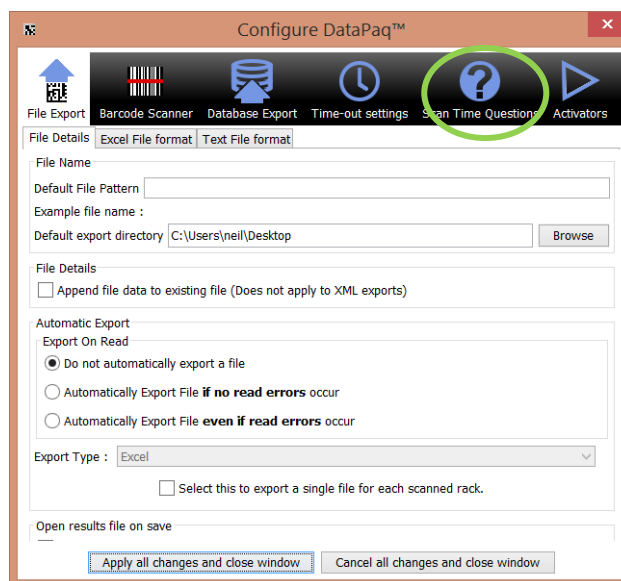 Configure DataPaq™
File Export Barcode Scanner Database Export Time-out settings Scan Time Questions Activators
File Details Excel File format Text File format
File Name
Default File Pattern
Example file name :
Default export directory C:\Users\neil\Desktop Browse
File Details
Append file data to existing file (Does not apply to XML exports)
Automatic Export
Export On Read
Do not automatically export a file
Automatically Export File if no read errors occur
Automatically Export File even if read errors occur
Export Type : Excel
Select this to export a single file for each scanned rack.
Open results file on save
Apply all changes and close window Cancel all changes and close window